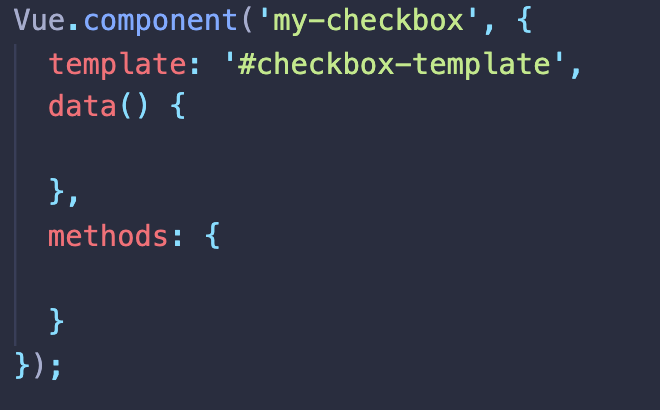 Vue.component('my-checkbox', {
  template: '#checkbox-template',
  data() {

  },
  methods: {

  }
});